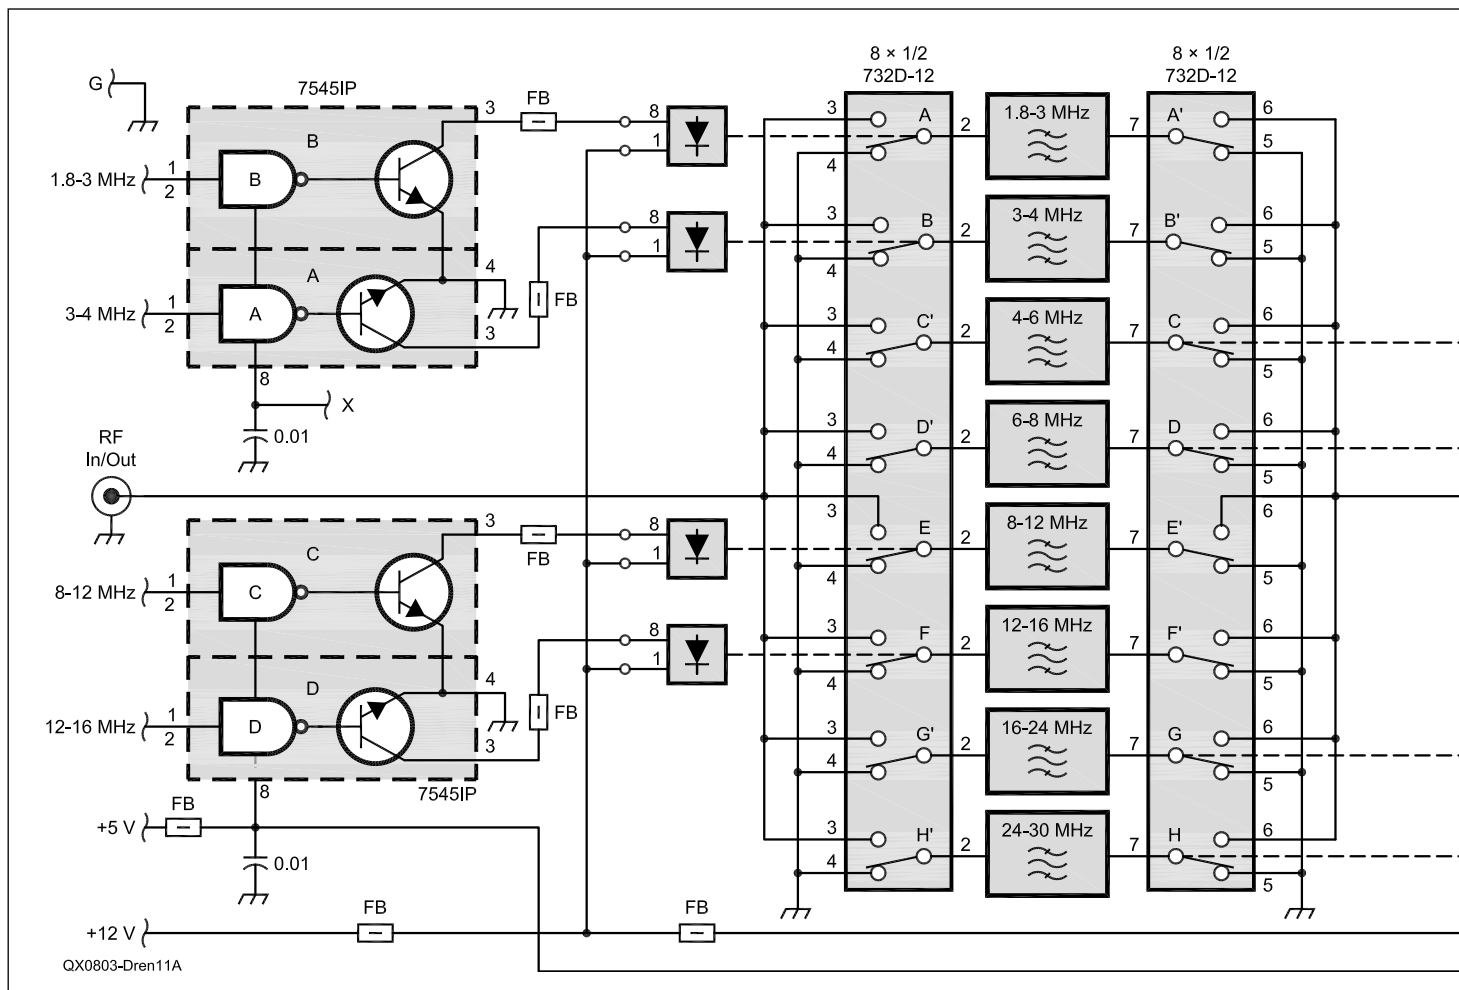 8 × 1/2
732D-12
8 × 1/2
732D-12
G
7545IP
3
FB
8
1
3
A
2
1.8-3 MHz
7
A'
6
5
4
B
1.8-3 MHz
1
2
B
3
B
2
3-4 MHz
7
B'
6
5
4
8
1
A
4
3-4 MHz
1
2
A
3
FB
3
C'
2
4-6 MHz
7
C
6
5
4
8
X
0.01
3
D'
2
6-8 MHz
7
D
6
5
4
RF
In/Out
3
FB
8
1
3
E
2
8-12 MHz
7
E'
6
5
4
C
8-12 MHz
1
2
C
3
F
2
12-16 MHz
7
F'
6
5
4
8
1
D
4
12-16 MHz
1
2
D
3
FB
3
G'
2
16-24 MHz
7
G
6
5
4
8
7545IP
+5 V
FB
0.01
3
H'
2
24-30 MHz
7
H
6
5
4
+12 V
FB
FB
QX0803-Dren11A